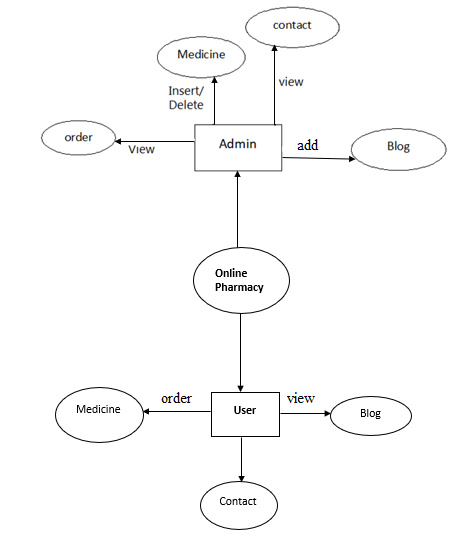 contact
Medicine
view
Insert/
Delete
order
View
Admin
add
Blog
Online
Pharmacy
Medicine
order
User
view
Blog
Contact